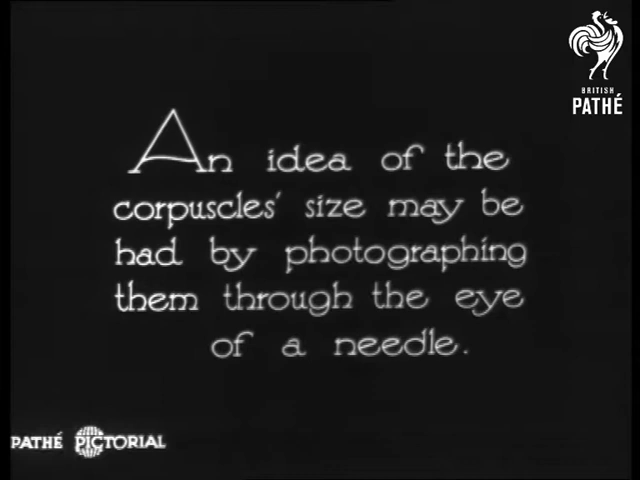 BRITISH
PATHÉ
An idea of the
corpuscles' size may be
had by photographing
them through the eye
of a needle.
PATHÉ PICTORIAL